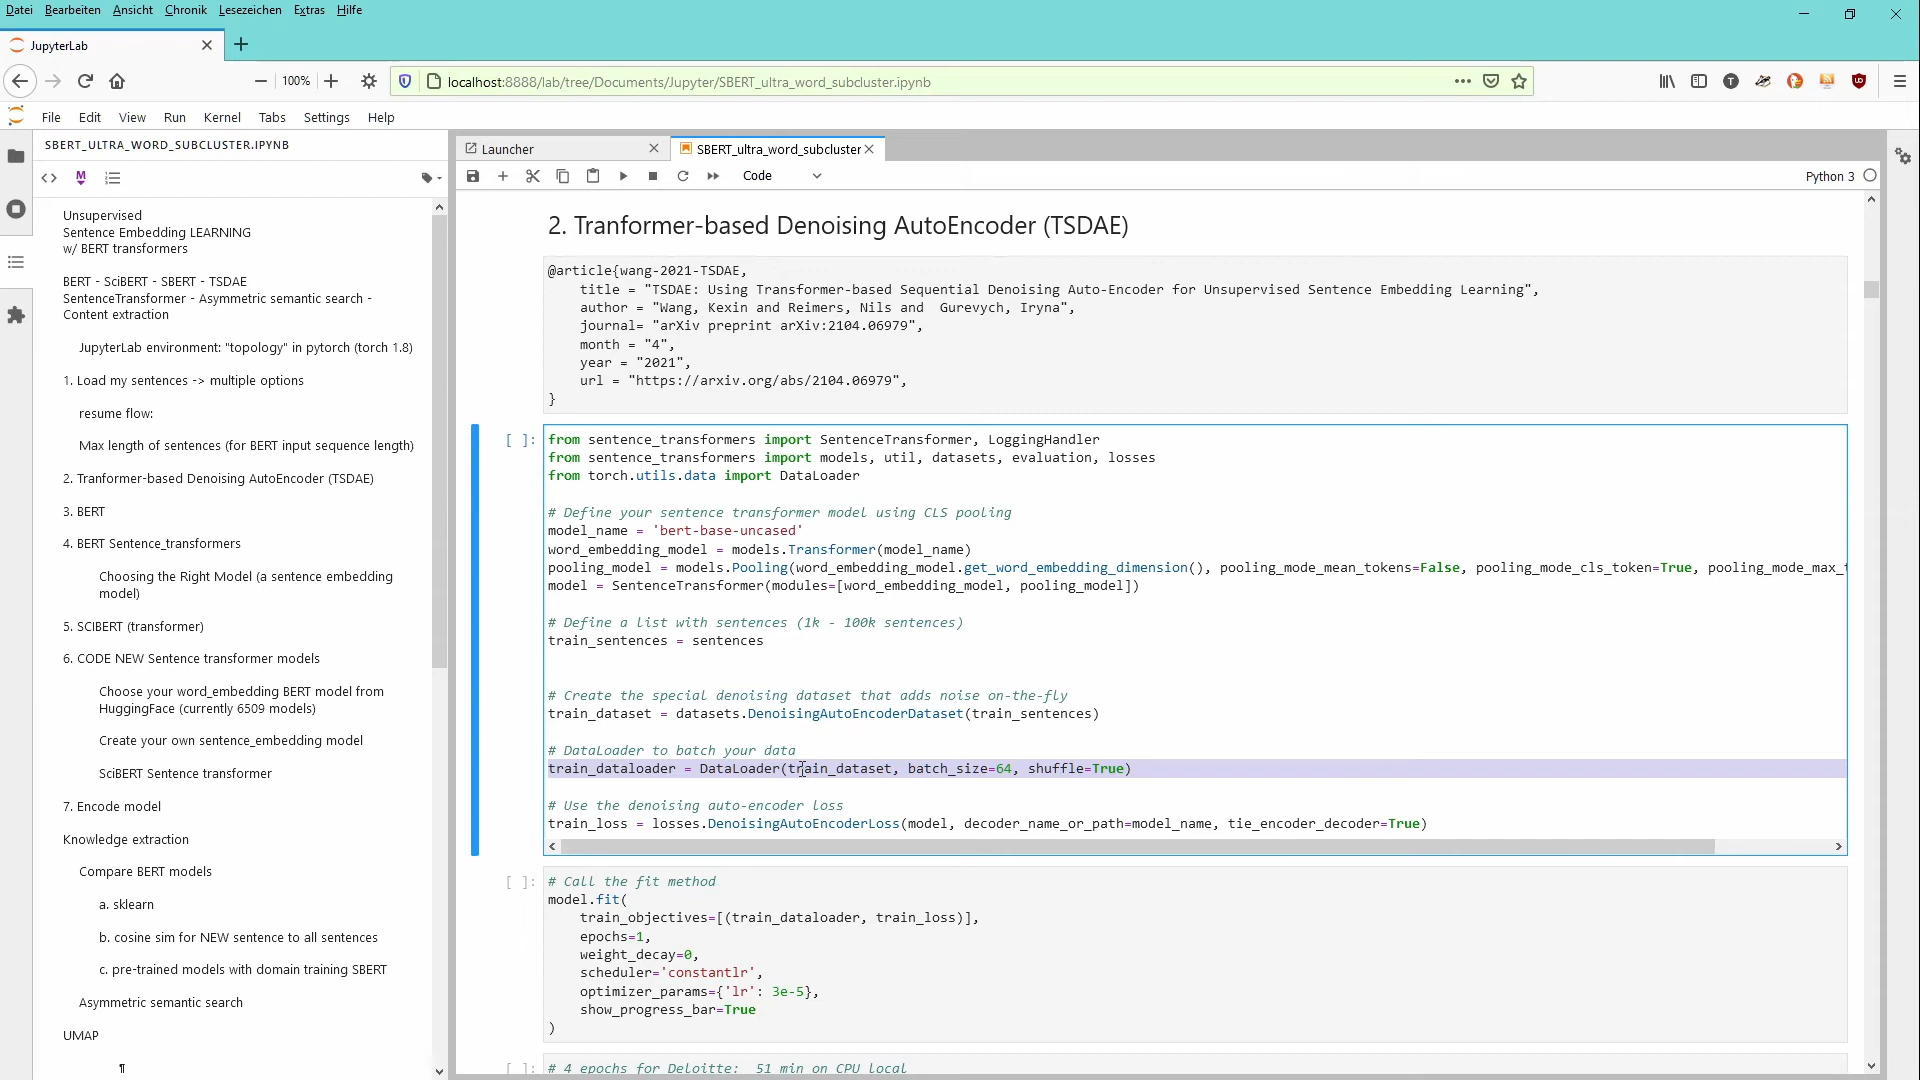 Datei Bearbeiten Ansicht Chronik Lesezeichen Extras Hilfe
JupyterLab
100%
localhost:8888/lab/tree/Documents/Jupyter/SBERT_ultra_word_subcluster.ipynb
File Edit View Run Kernel Tabs Settings Help
SBERT_ULTRA_WORD_SUBCLUSTER.IPYNB
Launcher
SBERT_ultra_word_subcluster
Code
Python 3
Unsupervised
Sentence Embedding LEARNING
w/ BERT transformers
BERT - SciBERT - SBERT - TSDAE
SentenceTransformer - Asymmetric semantic search -
Content extraction
JupyterLab environment: "topology" in pytorch (torch 1.8)
1. Load my sentences -> multiple options
resume flow:
Max length of sentences (for BERT input sequence length)
2. Tranformer-based Denoising AutoEncoder (TSDAE)
3. BERT
4. BERT Sentence_transformers
Choosing the Right Model (a sentence embedding
model)
5. SCIBERT (transformer)
6. CODE NEW Sentence transformer models
Choose your word_embedding BERT model from
HuggingFace (currently 6509 models)
Create your own sentence_embedding model
SciBERT Sentence transformer
7. Encode model
Knowledge extraction
Compare BERT models
a. sklearn
b. cosine sim for NEW sentence to all sentences
c. pre-trained models with domain training SBERT
Asymmetric semantic search
UMAP
¶
2. Tranformer-based Denoising AutoEncoder (TSDAE)
@article{wang-2021-TSDAE,
title = "TSDAE: Using Transformer-based Sequential Denoising Auto-Encoder for Unsupervised Sentence Embedding Learning",
author = "Wang, Kexin and Reimers, Nils and  Gurevych, Iryna",
journal= "arXiv preprint arXiv:2104.06979",
month = "4",
year = "2021",
url = "https://arxiv.org/abs/2104.06979",
}
[ ]:
from sentence_transformers import SentenceTransformer, LoggingHandler
from sentence_transformers import models, util, datasets, evaluation, losses
from torch.utils.data import DataLoader
# Define your sentence transformer model using CLS pooling
model_name = 'bert-base-uncased'
word_embedding_model = models.Transformer(model_name)
pooling_model = models.Pooling(word_embedding_model.get_word_embedding_dimension(), pooling_mode_mean_tokens=False, pooling_mode_cls_token=True, pooling_mode_max_t
model = SentenceTransformer(modules=[word_embedding_model, pooling_model])
# Define a list with sentences (1k - 100k sentences)
train_sentences = sentences
# Create the special denoising dataset that adds noise on-the-fly
train_dataset = datasets.DenoisingAutoEncoderDataset(train_sentences)
# DataLoader to batch your data
train_dataloader = DataLoader(train_dataset, batch_size=64, shuffle=True)
# Use the denoising auto-encoder loss
train_loss = losses.DenoisingAutoEncoderLoss(model, decoder_name_or_path=model_name, tie_encoder_decoder=True)
[ ]:
# Call the fit method
model.fit(
train_objectives=[(train_dataloader, train_loss)],
epochs=1,
weight_decay=0,
scheduler='constantlr',
optimizer_params={'lr': 3e-5},
show_progress_bar=True
)
[ ]:
# 4 epochs for Deloitte:  51 min on CPU local